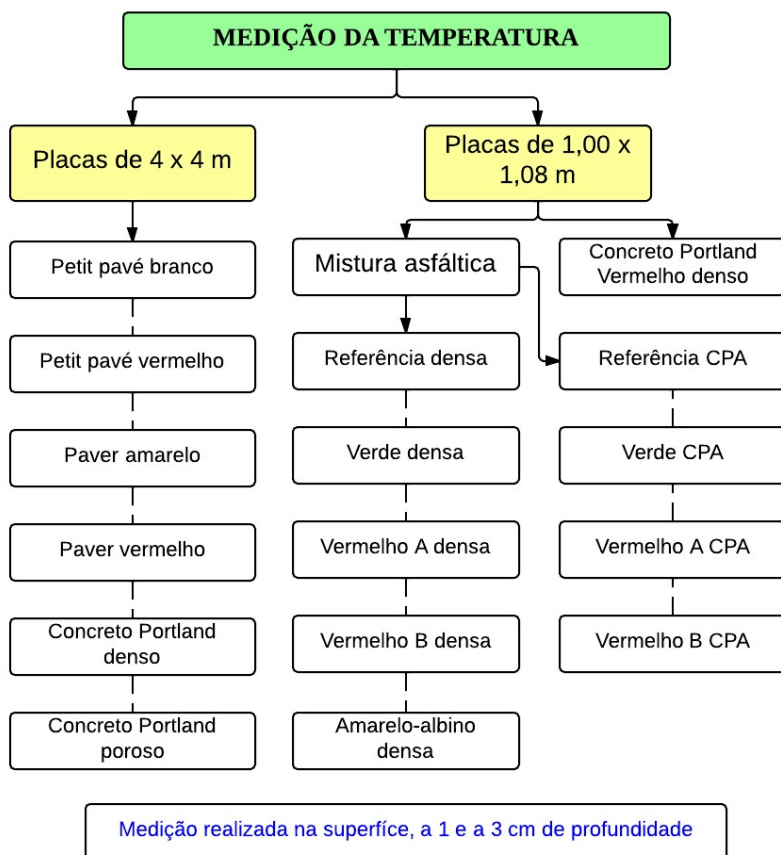 MEDIÇÃO DA TEMPERATURA
Placas de 4 x 4 m
Placas de 1,00 x
1,08 m
Petit pavé branco
Mistura asfáltica
Concreto Portland
Vermelho denso
Petit pavé vermelho
Referência densa
Referência CPA
Paver amarelo
Verde densa
Verde CPA
Paver vermelho
Vermelho A densa
Vermelho A CPA
Concreto Portland
denso
Vermelho B densa
Vermelho B CPA
Concreto Portland
poroso
Amarelo-albino
densa
Medição realizada na superfíce, a 1 e a 3 cm de profundidade